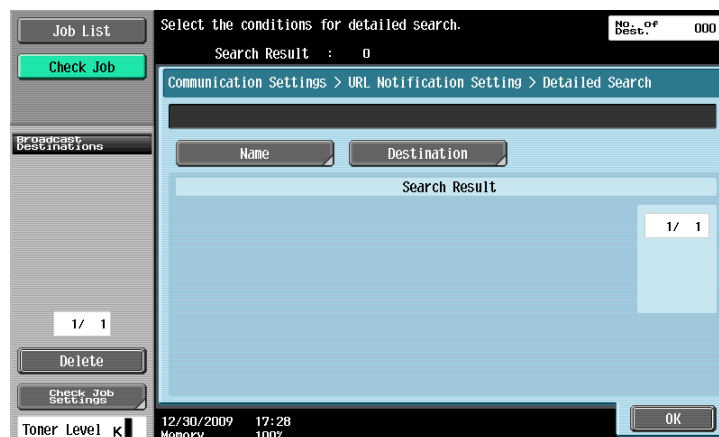 Job List
Check Job
Broadcast
Destinations
1/ 1
Delete
Check Job
Settings
Toner Level K
Select the conditions for detailed search.
Search Result : 0
No. of
Dest. 000
Communication Settings > URL Notification Setting > Detailed Search
Name Destination
Search Result
1/ 1
OK
12/30/2009 17:28
Memory 100%